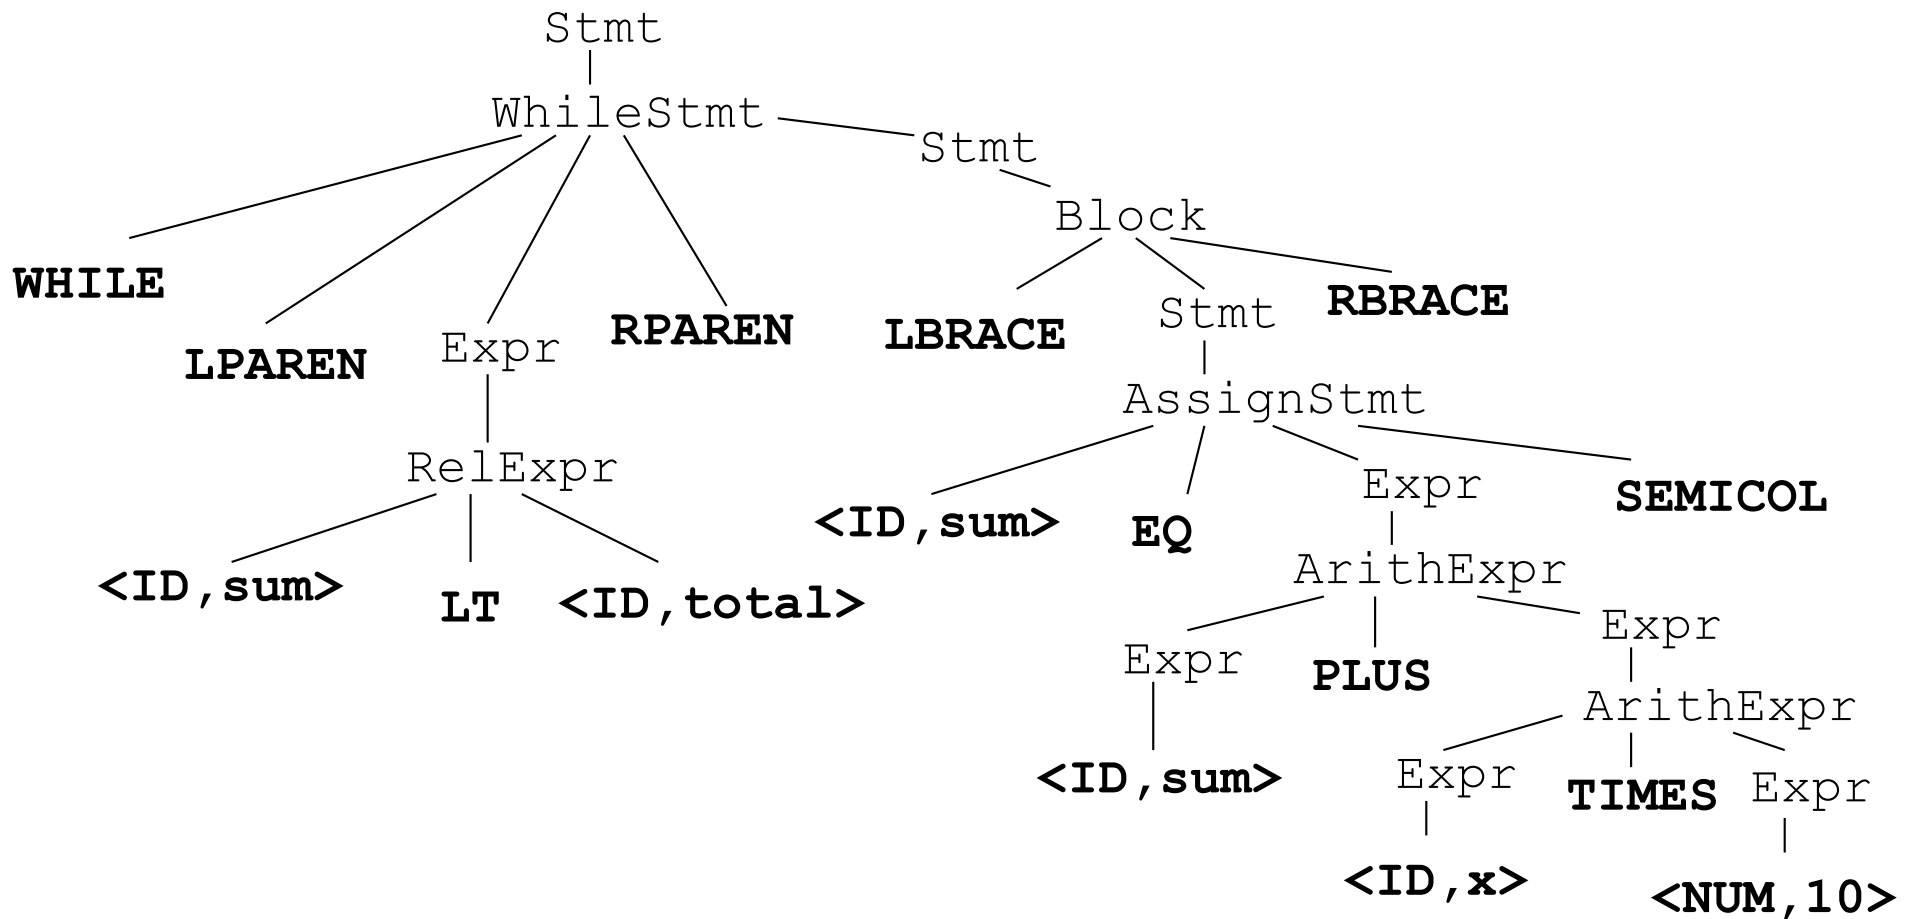 Stmt
WhileStmt
Stmt
Block
WHILE
LPAREN
Expr
RPAREN
LBRACE
Stmt
RBRACE
AssignStmt
RelExpr
<ID,sum>
EQ
Expr
SEMICOL
<ID,sum>
LT
<ID,total>
ArithExpr
Expr
PLUS
Expr
ArithExpr
<ID,sum>
Expr
TIMES
Expr
<ID,x>
<NUM,10>